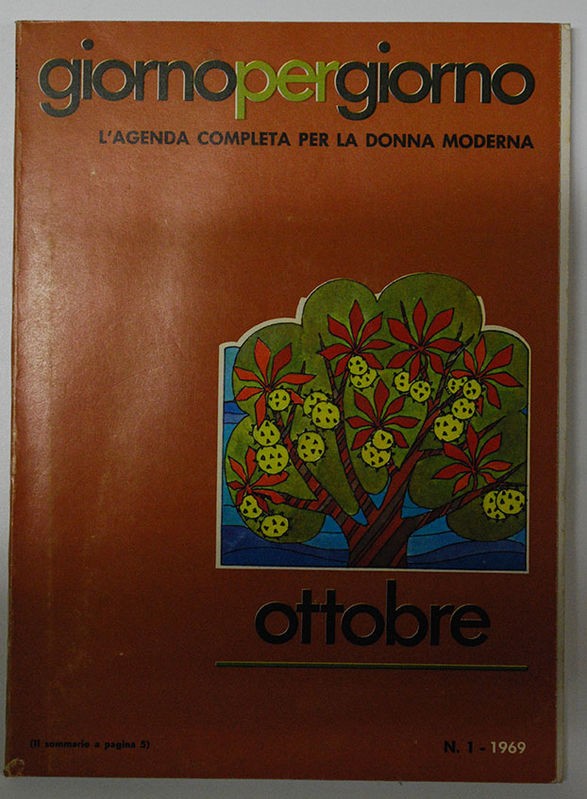 giornopergiorno
L'AGENDA COMPLETA PER LA DONNA MODERNA
ottobre
(Il sommario a pagina 5)
N. 1 - 1969